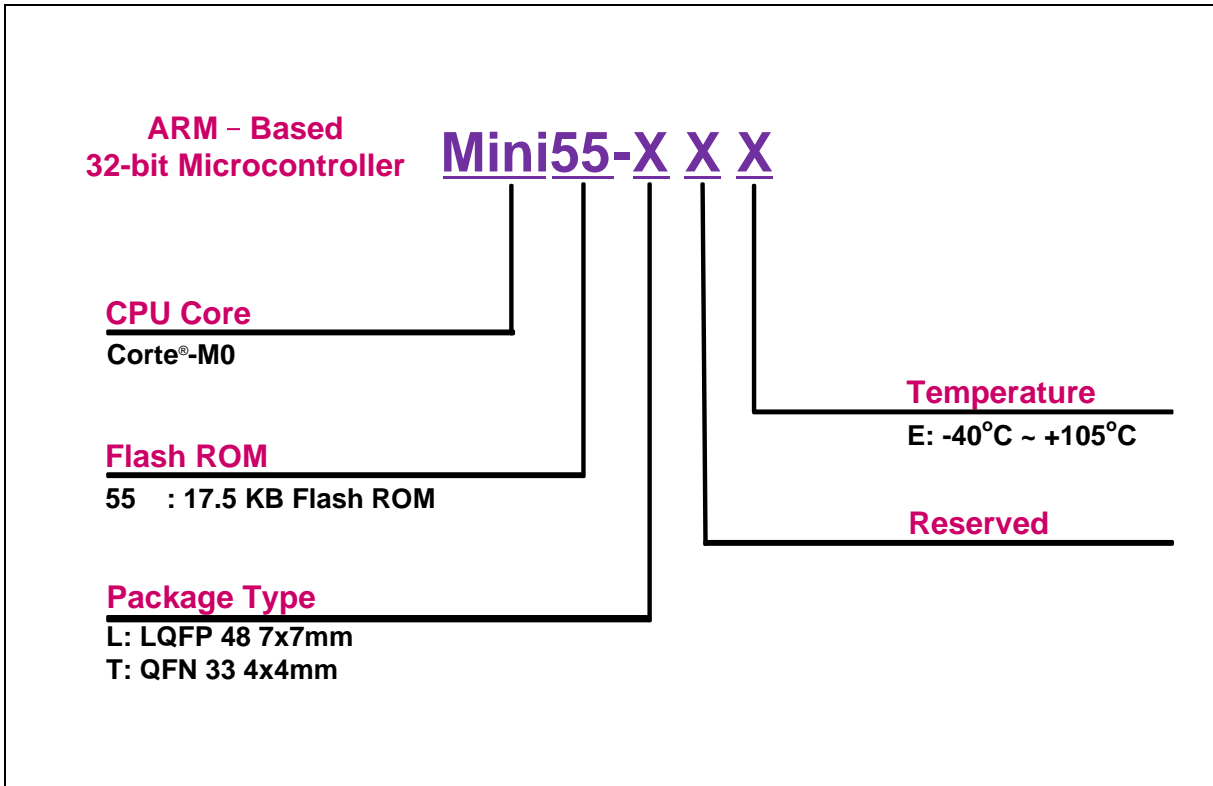 ARM – Based
32-bit Microcontroller
Mini55-X X X
CPU Core
Corte®-M0
Temperature
E: -40°C ~ +105°C
Flash ROM
55 : 17.5 KB Flash ROM
Reserved
Package Type
L: LQFP 48 7x7mm
T: QFN 33 4x4mm